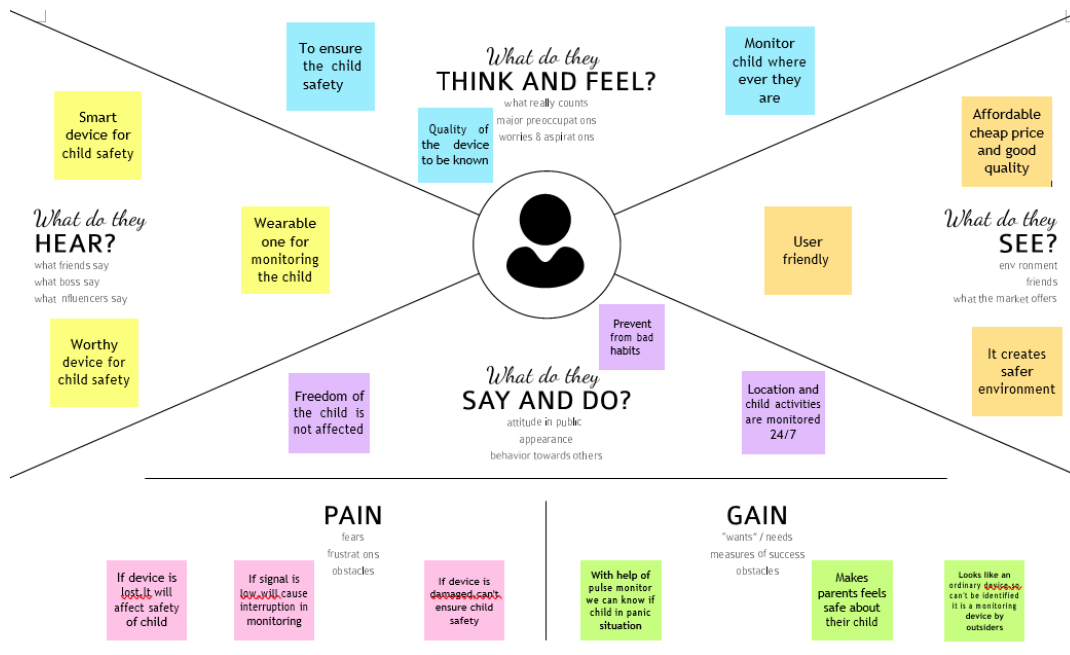 To ensure
the child
safety
What do they
THINK AND FEEL?
what really counts
major preoccupat ons
worries & aspirat ons
Quality of
the device
to be known
Monitor
child where
ever they
are
Smart
device for
child safety
What do they
HEAR?
what friends say
what boss say
what nfluencers say
Wearable
one for
monitoring
the child
Worthy
device for
child safety
Affordable
cheap price
and good
quality
What do they
SEE?
env ronment
friends
what the market offers
User
friendly
It creates
safer
environment
Prevent
from bad
habits
What do they
SAY AND DO?
attitude in public
appearance
behavior towards others
Freedom of
the child is
not affected
Location and
child activities
are monitored
24/7
PAIN
fears
frustrat ons
obstacles
If device is
lost.It will
affect safety
of child
If signal is
low,will cause
interruption in
monitoring
If device is
damaged,can't
ensure child
safety
GAIN
"wants" / needs
measures of success
obstacles
With help of
pulse monitor
we can know if
child in panic
situation
Makes
parents feels
safe about
their child
Looks like an
ordinary device,so
can't be identified
it is a monitoring
device by
outsiders